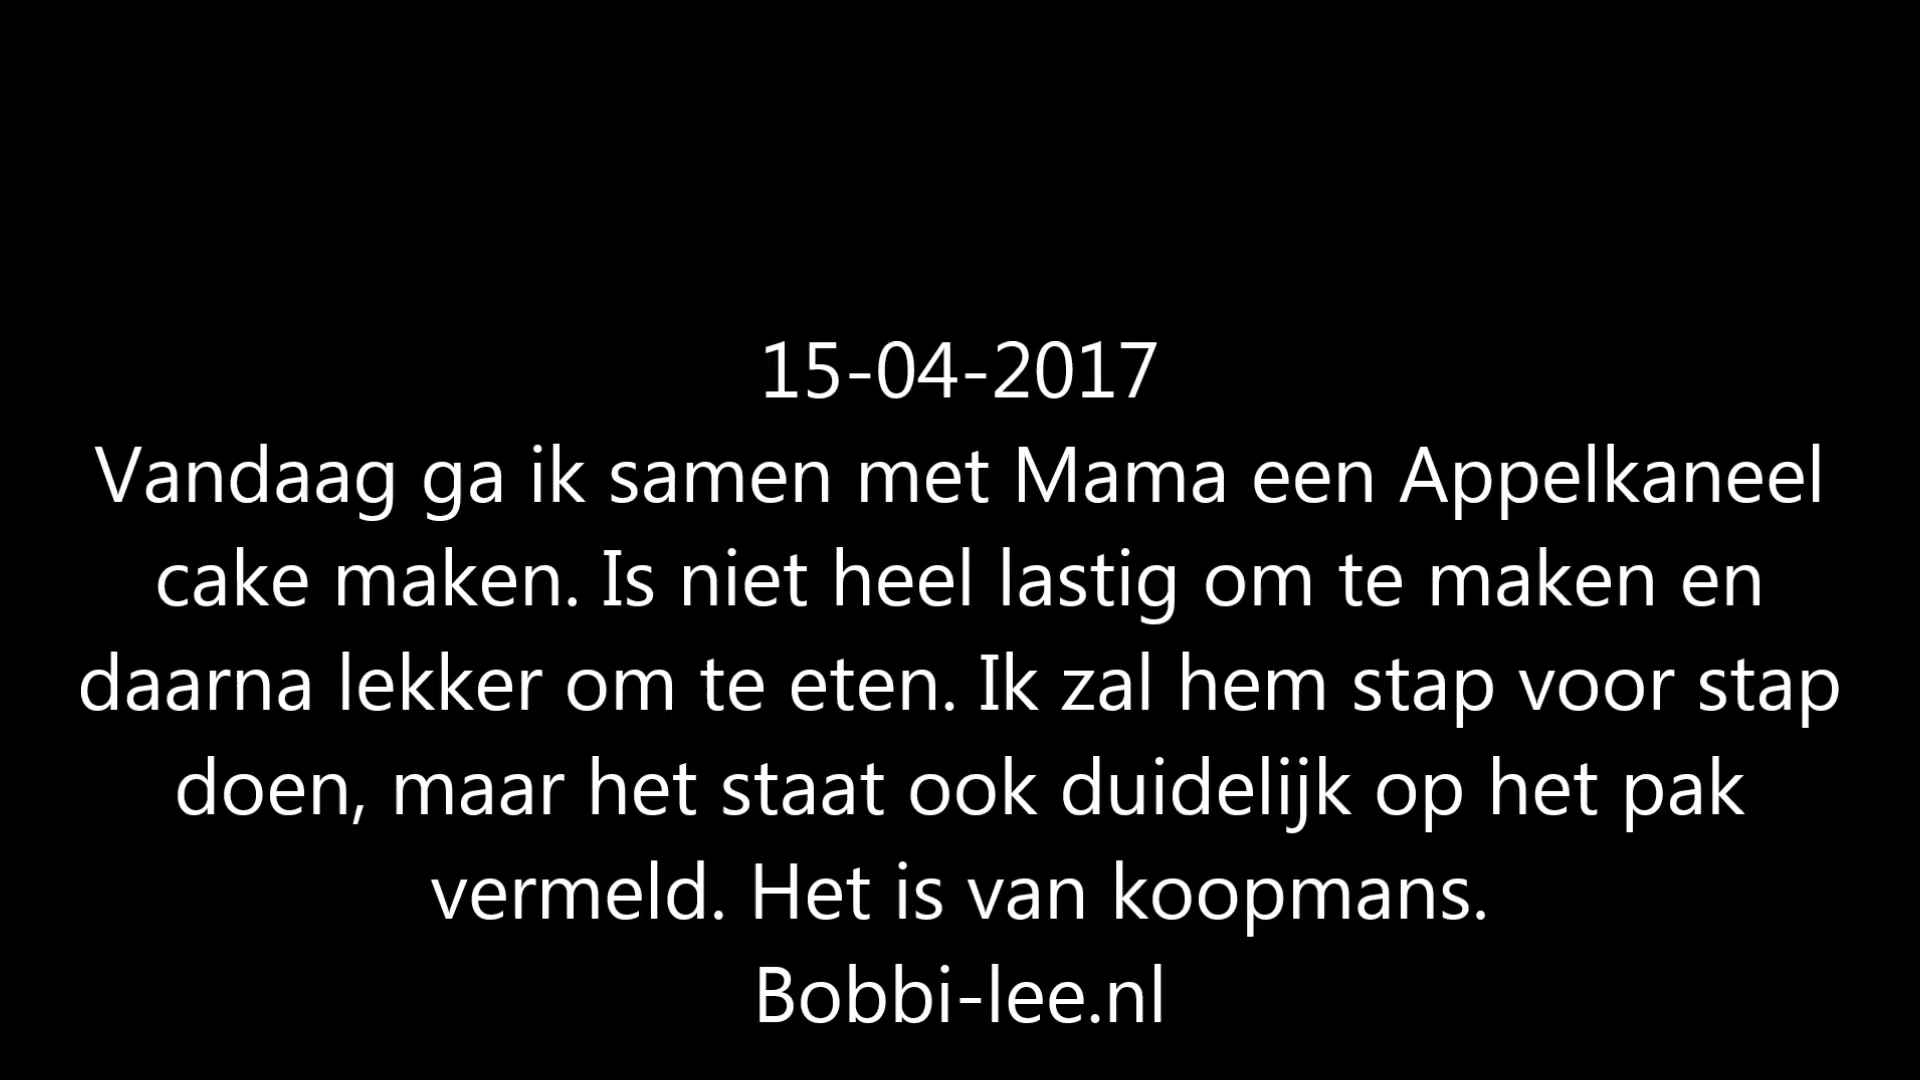 15-04-2017
Vandaag ga ik samen met Mama een Appelkaneel
cake maken. Is niet heel lastig om te maken en
daarna lekker om te eten. Ik zal hem stap voor stap
doen, maar het staat ook duidelijk op het pak
vermeld. Het is van koopmans.
Bobbi-lee.nl